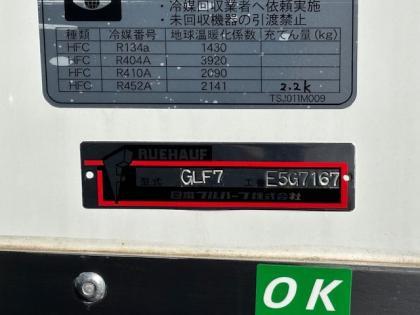 ・冷媒回収業者へ依頼実施
・未回収機器の引渡禁止
種類 冷媒番号 地球温暖化係数 充てん量(kg)
HFC R134a 1430
HFC R404A 3920
HFC R410A 2090
HFC R452A 2141 2.2k
TSJ011M009
RUEHAUF
型式 GLF7 工番 E5G7167
日本フルハーフ株式会社
OK